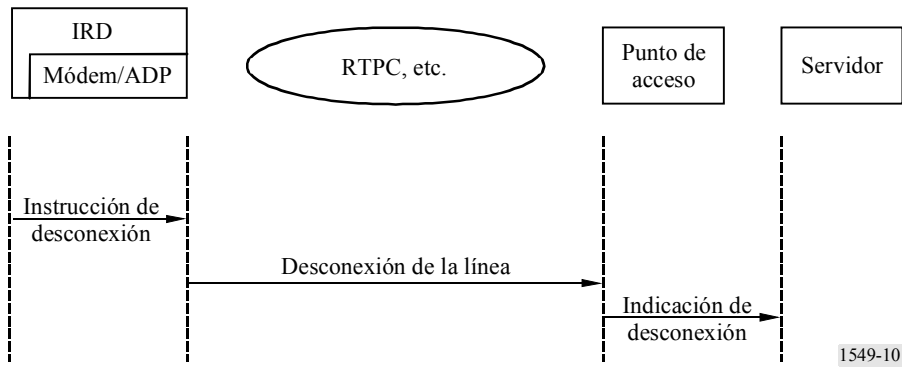 IRD
Módem/ADP
RTPC, etc.
Punto de
acceso
Servidor
Instrucción de
desconexión
Desconexión de la línea
Indicación de
desconexión
1549-10